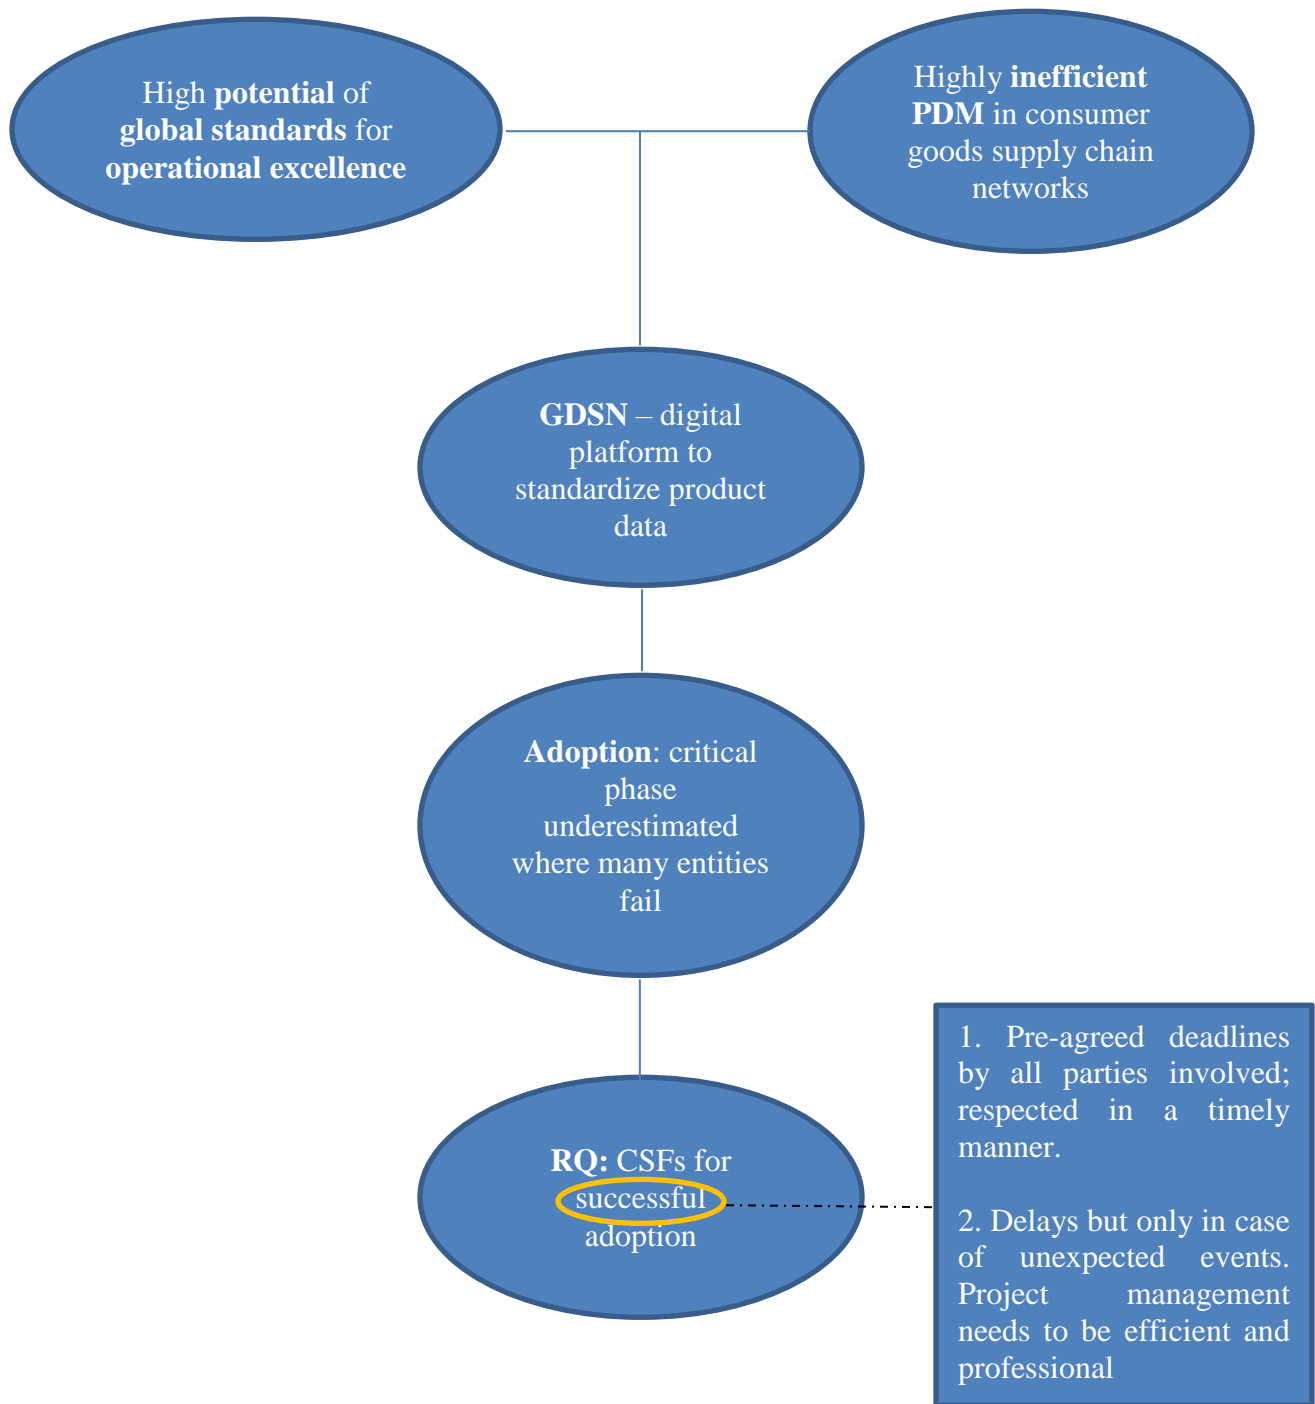 High potential of
global standards for
operational excellence
Highly inefficient
PDM in consumer
goods supply chain
networks
GDSN – digital
platform to
standardize product
data
Adoption: critical
phase
underestimated
where many entities
fail
RQ: CSFs for
successful
adoption
1. Pre-agreed deadlines
by all parties involved;
respected in a timely
manner.
2. Delays but only in case
of unexpected events.
Project management
needs to be efficient and
professional